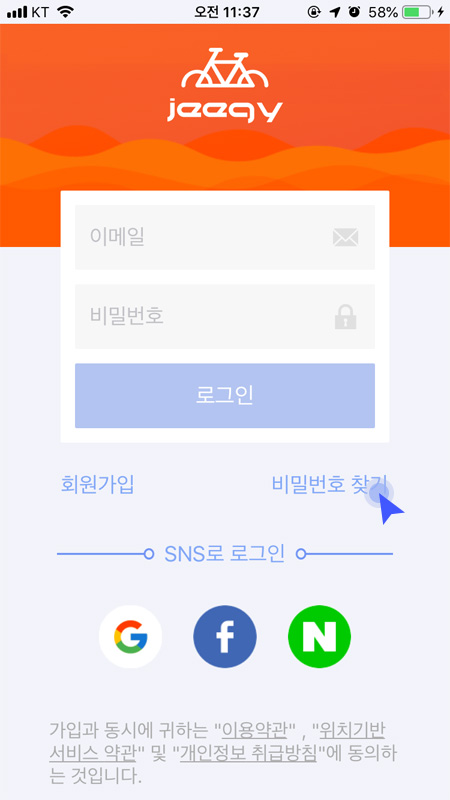 KT 오전 11:37 58%
jeegy
이메일
비밀번호
로그인
회원가입 비밀번호 찾기
SNS로 로그인
G f N
가입과 동시에 귀하는 "이용약관" , "위치기반
서비스 약관" 및 "개인정보 취급방침"에 동의하
는 것입니다.